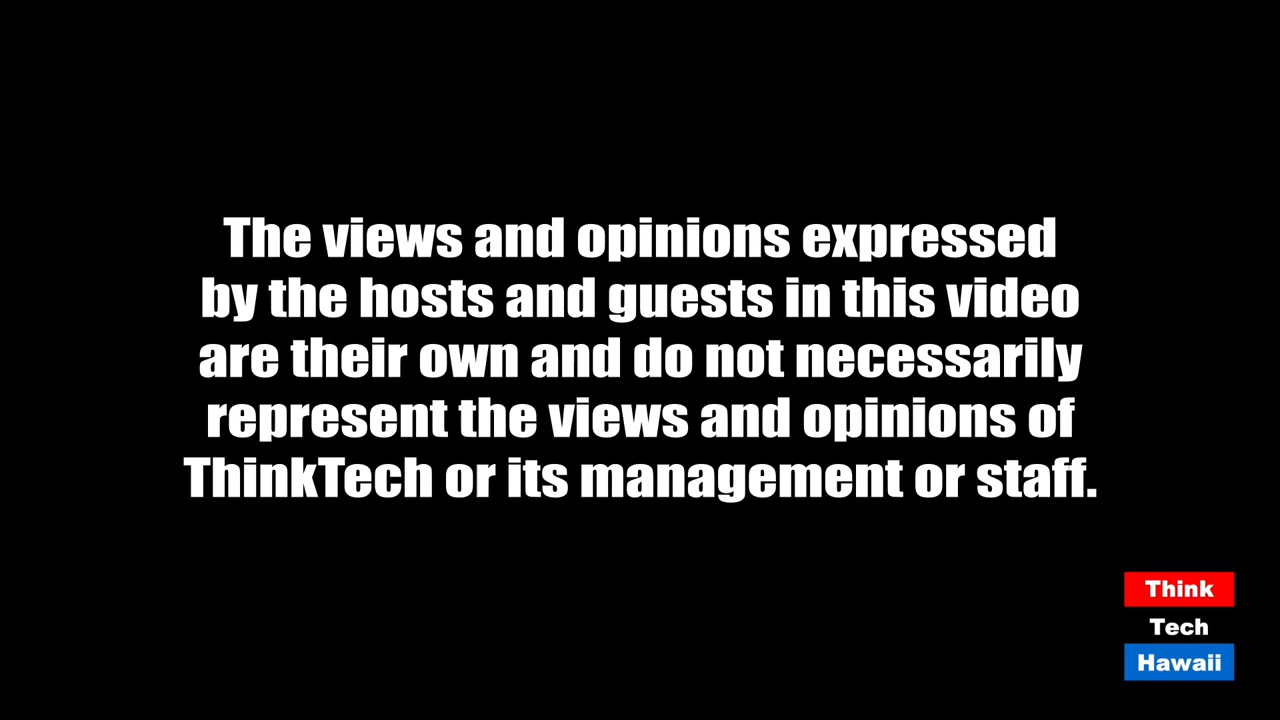 The views and opinions expressed
by the hosts and guests in this video
are their own and do not necessarily
represent the views and opinions of
ThinkTech or its management or staff.
Think
Tech
Hawaii